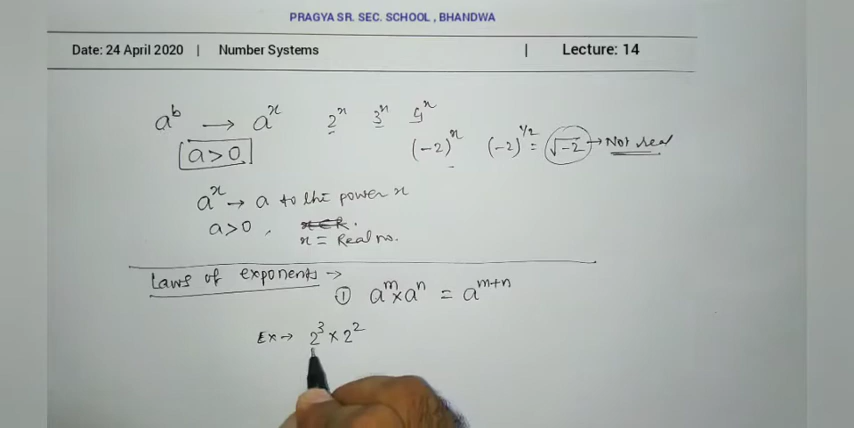 PRAGYA SR. SEC. SCHOOL , BHANDWA
Date: 24 April 2020 | Number Systems | Lecture: 14
a^b → a^x 2^x 3^x 5^x
a>0 (-2)^x (-2)^1/2 = √-2 → Not real
a^x → a to the power x
a>0 , x∈R.
x = Real no.
Laws of exponents →
① a^m × a^n = a^m+n
Ex → 2^3 × 2^2